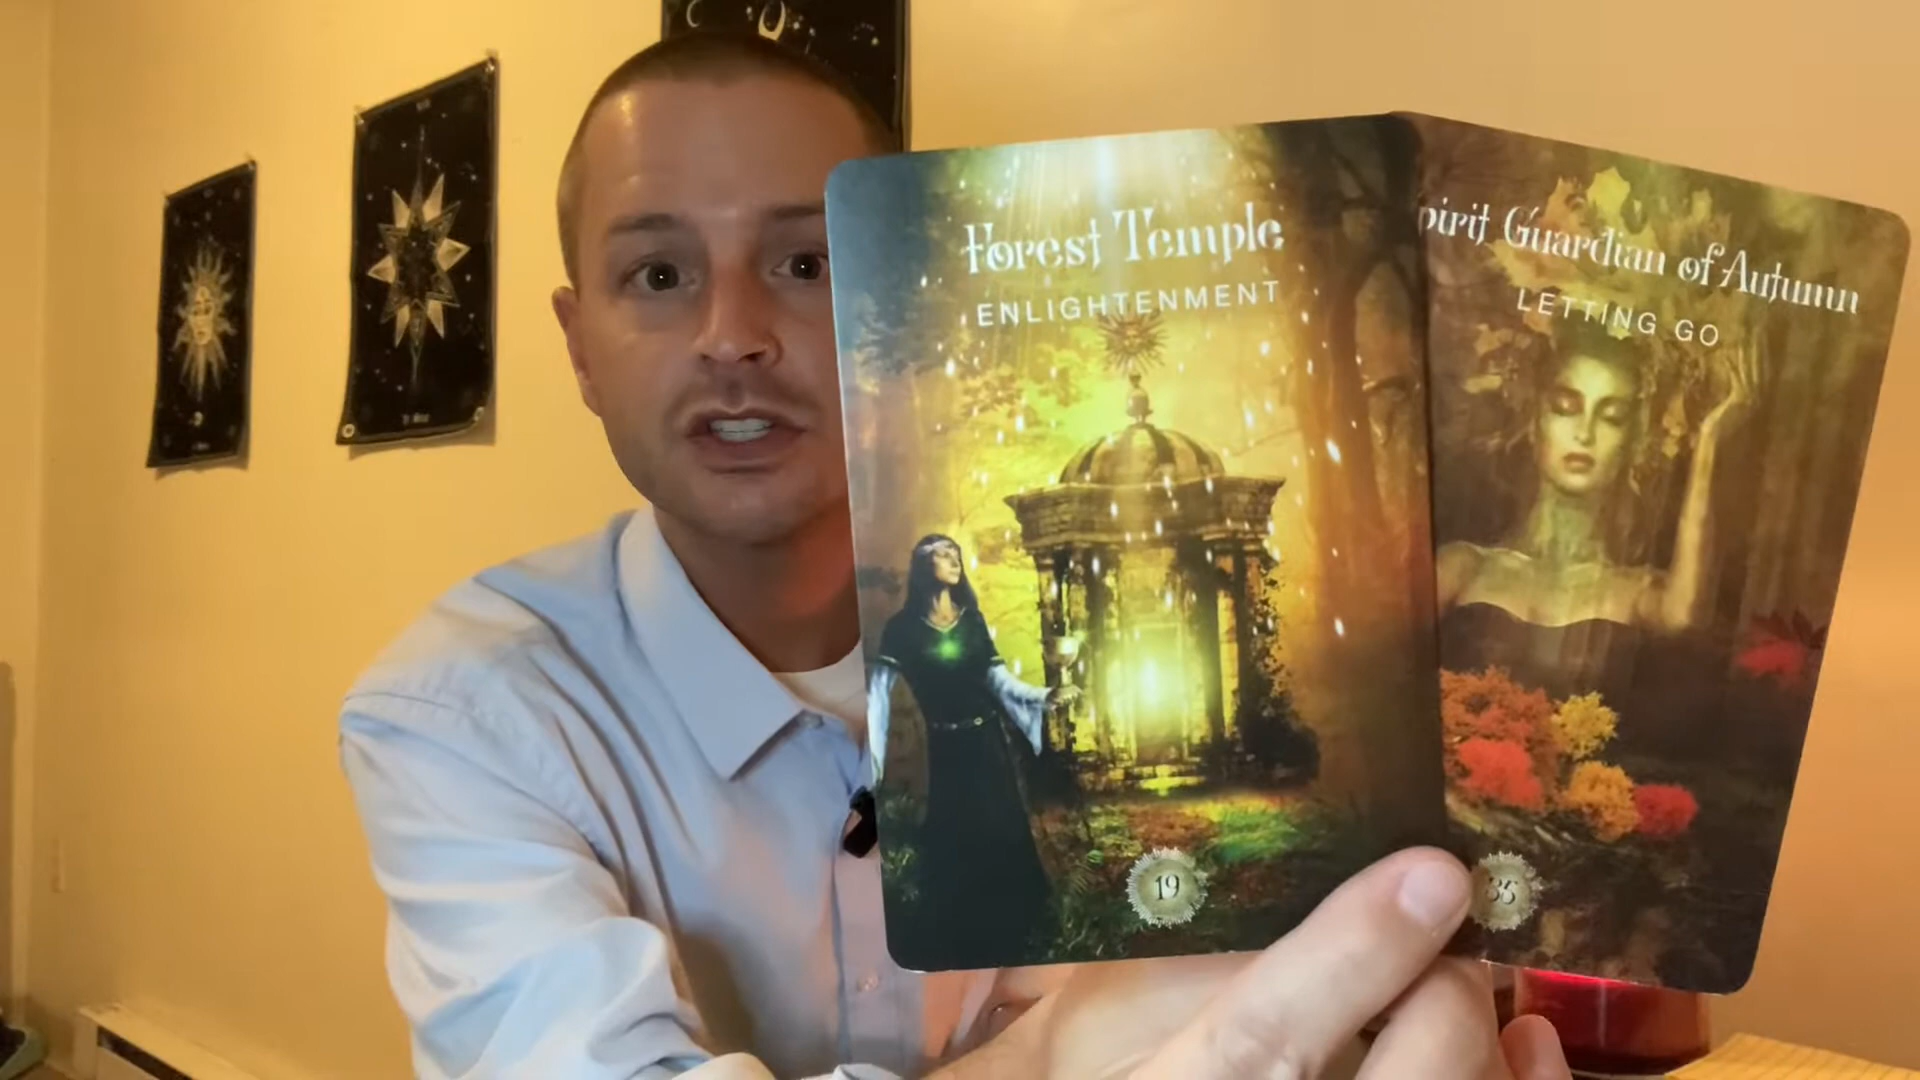 Forest Temple
ENLIGHTENMENT
19
pirit Guardian of Autumn
LETTING GO
35